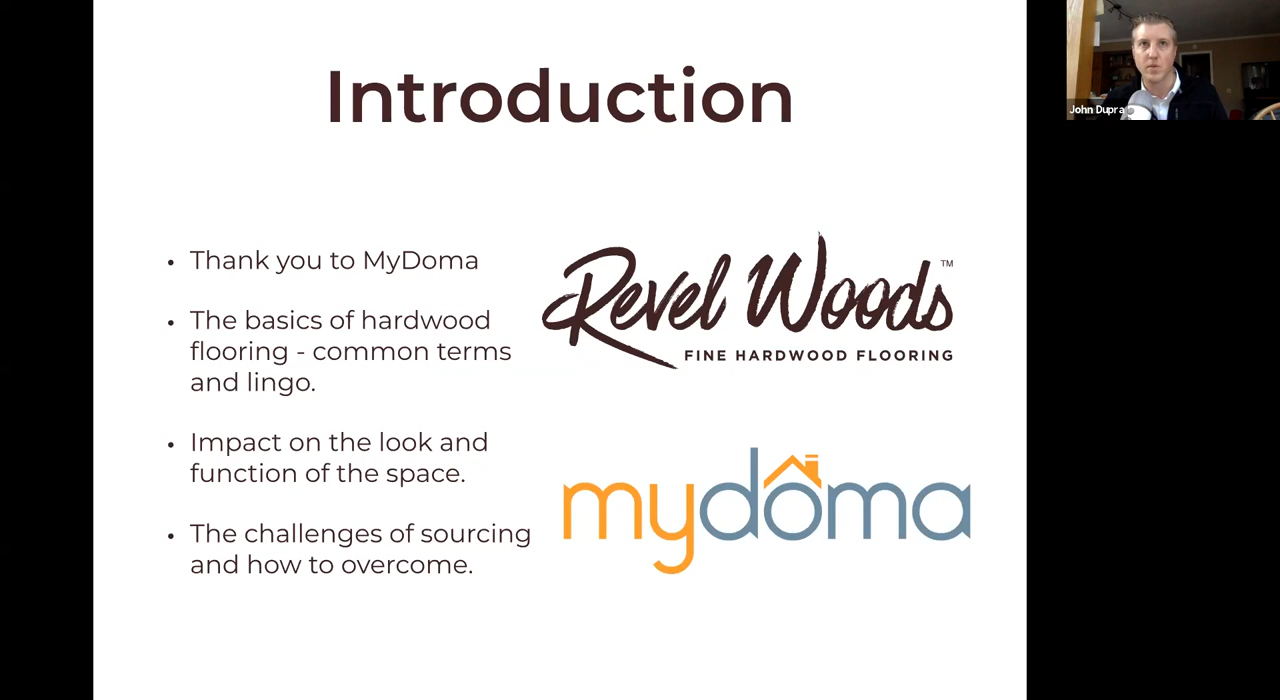 Introduction
• Thank you to MyDoma
• The basics of hardwood
flooring - common terms
and lingo.
• Impact on the look and
function of the space.
• The challenges of sourcing
and how to overcome.
Revel Woods™
FINE HARDWOOD FLOORING
mydoma
John Dupra